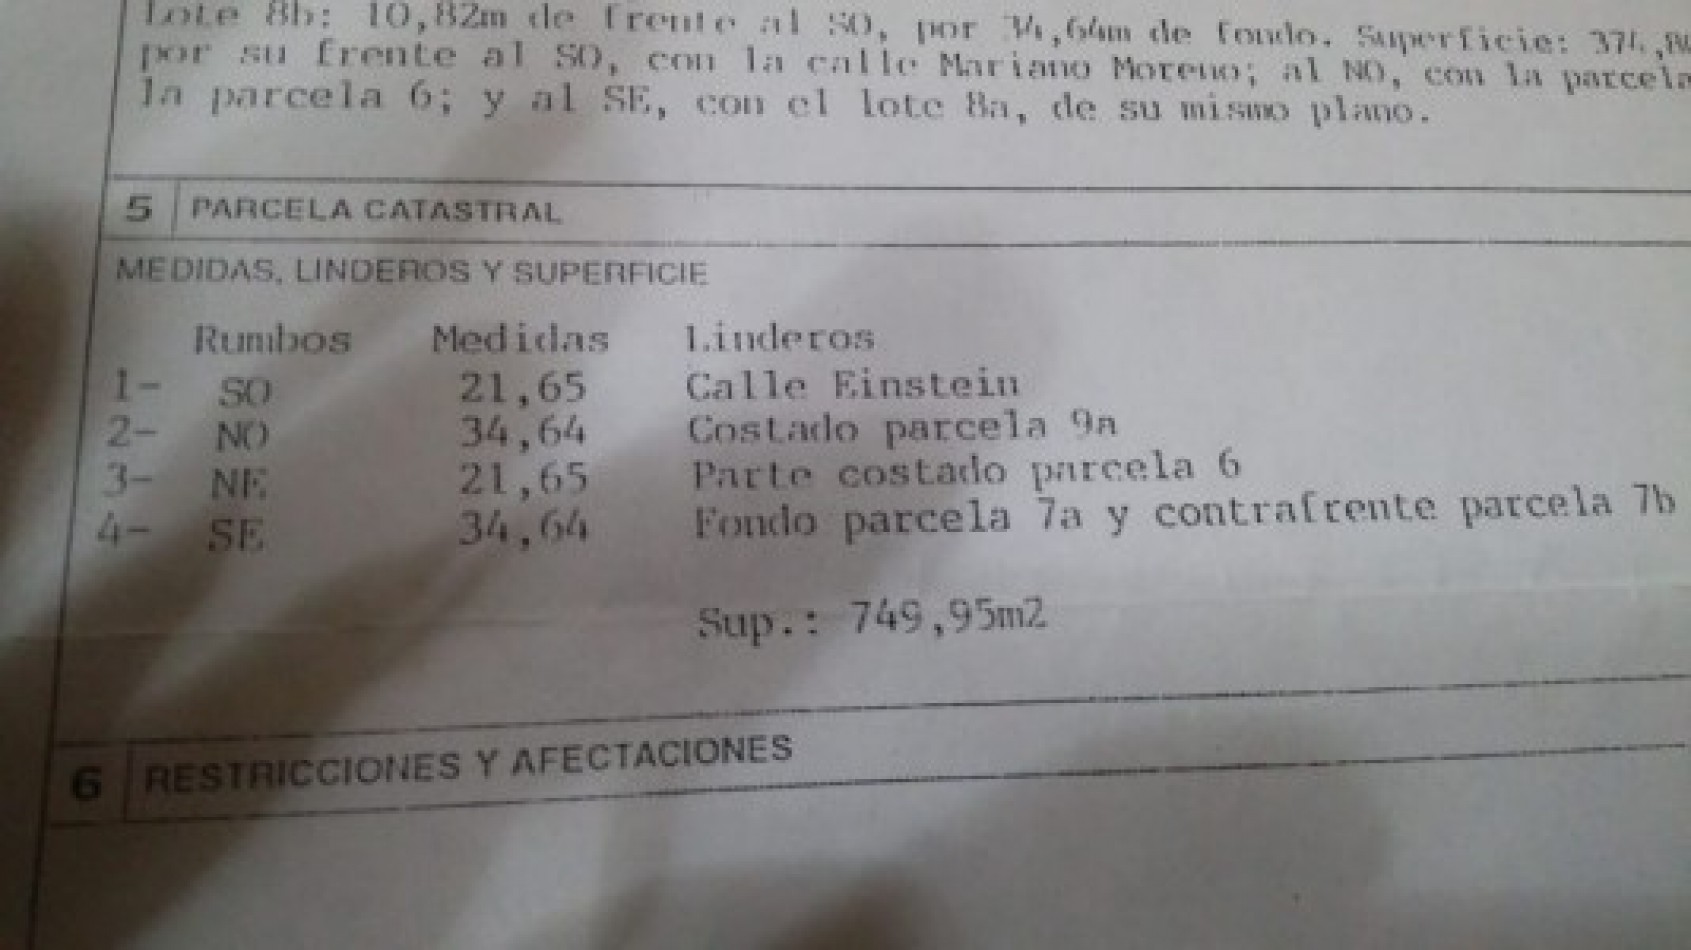 Lote 8b: 10,82m de frente al SO, por 34,64m de fondo. Superficie: 374,8
por su frente al SO, con la calle Mariano Moreno; al NO, con la parcela
la parcela 6; y al SE, con el lote 8a, de su mismo plano.
5 PARCELA CATASTRAL
MEDIDAS, LINDEROS Y SUPERFICIE
Rumbos Medidas Linderos
1- SO 21,65 Calle Einstein
2- NO 34,64 Costado parcela 9a
3- NE 21,65 Parte costado parcela 6
4- SE 34,64 Fondo parcela 7a y contrafrente parcela 7b
Sup.: 749,95m2
6 RESTRICCIONES Y AFECTACIONES